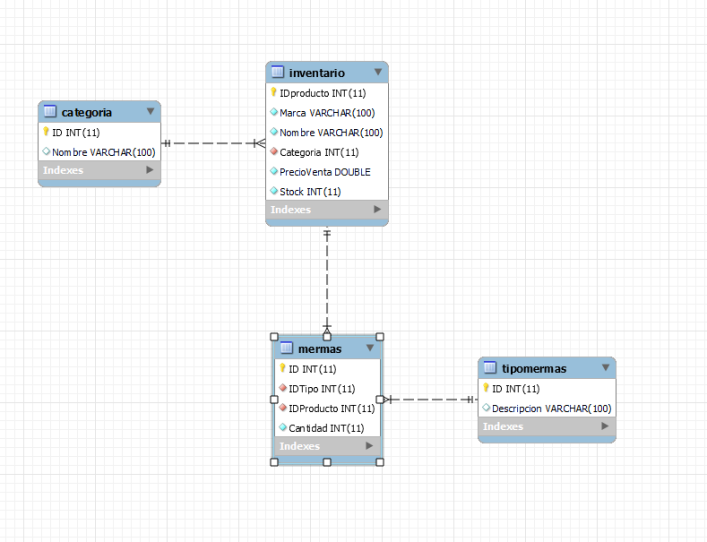 categoria
ID INT(11)
Nombre VARCHAR(100)
Indexes
inventario
IDproducto INT(11)
Marca VARCHAR(100)
Nombre VARCHAR(100)
Categoria INT(11)
PrecioVenta DOUBLE
Stock INT(11)
Indexes
mermas
ID INT(11)
IDTipo INT(11)
IDProducto INT(11)
Cantidad INT(11)
Indexes
tipomermas
ID INT(11)
Descripcion VARCHAR(100)
Indexes